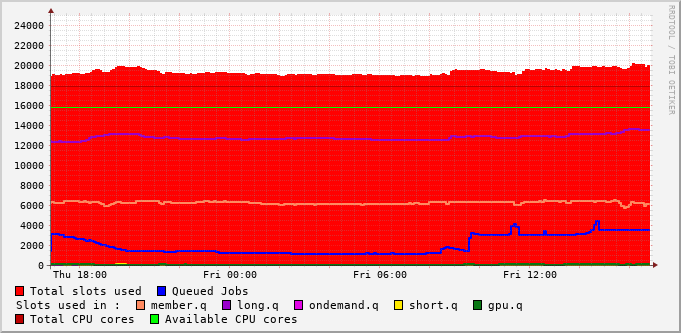 RRDTOOL / TOBI OETIKER
24000
22000
20000
18000
16000
14000
12000
10000
8000
6000
4000
2000
0
Thu 18:00 Fri 00:00 Fri 06:00 Fri 12:00
Total slots used Queued Jobs
Slots used in : member.q long.q ondemand.q short.q gpu.q
Total CPU cores Available CPU cores